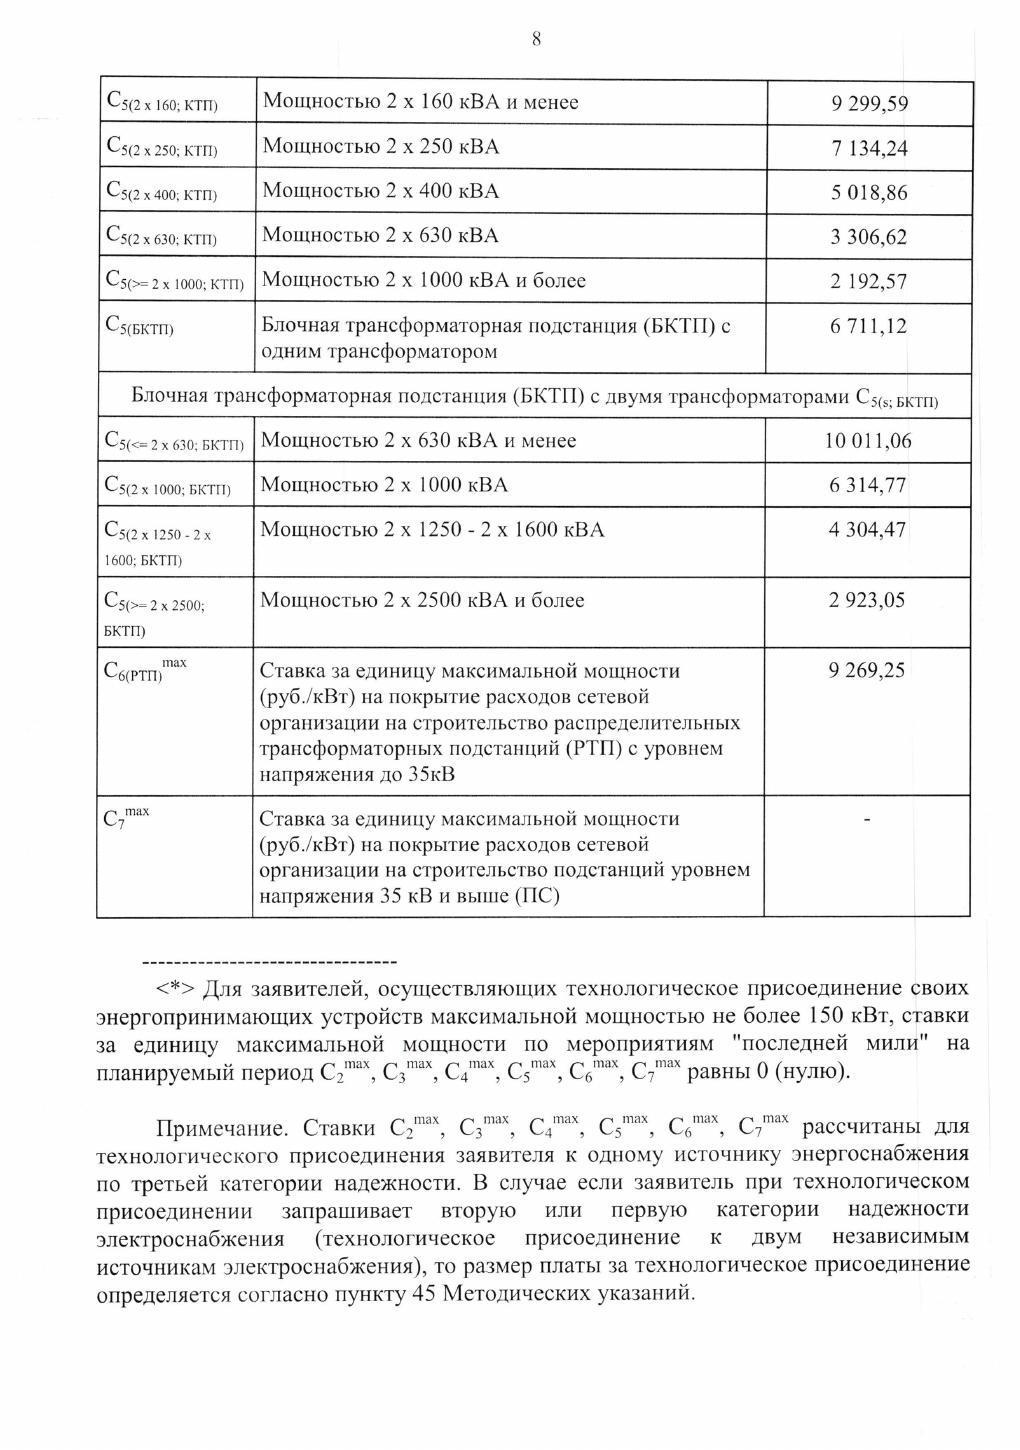 8
C5(2 x 160; КТП) Мощностью 2 x 160 кВА и менее 9 299,59
C5(2 x 250; КТП) Мощностью 2 x 250 кВА 7 134,24
C5(2 x 400; КТП) Мощностью 2 x 400 кВА 5 018,86
C5(2 x 630; КТП) Мощностью 2 x 630 кВА 3 306,62
C5(>= 2 x 1000; КТП) Мощностью 2 x 1000 кВА и более 2 192,57
C5(БКТП) Блочная трансформаторная подстанция (БКТП) с 6 711,12
одним трансформатором
Блочная трансформаторная подстанция (БКТП) с двумя трансформаторами C5(s; БКТП)
C5(<= 2 x 630; БКТП) Мощностью 2 x 630 кВА и менее 10 011,06
C5(2 x 1000; БКТП) Мощностью 2 x 1000 кВА 6 314,77
C5(2 x 1250 - 2 x Мощностью 2 x 1250 - 2 x 1600 кВА 4 304,47
1600; БКТП)
C5(>= 2 x 2500; Мощностью 2 x 2500 кВА и более 2 923,05
БКТП)
C6(РТП)max Ставка за единицу максимальной мощности 9 269,25
(руб./кВт) на покрытие расходов сетевой
организации на строительство распределительных
трансформаторных подстанций (РТП) с уровнем
напряжения до 35кВ
C7max Ставка за единицу максимальной мощности -
(руб./кВт) на покрытие расходов сетевой
организации на строительство подстанций уровнем
напряжения 35 кВ и выше (ПС)
--------------------------------
<*> Для заявителей, осуществляющих технологическое присоединение своих
энергопринимающих устройств максимальной мощностью не более 150 кВт, ставки
за единицу максимальной мощности по мероприятиям "последней мили" на
планируемый период C2max, C3max, C4max, C5max, C6max, C7max равны 0 (нулю).
Примечание. Ставки C2max, C3max, C4max, C5max, C6max, C7max рассчитаны для
технологического присоединения заявителя к одному источнику энергоснабжения
по третьей категории надежности. В случае если заявитель при технологическом
присоединении запрашивает вторую или первую категории надежности
электроснабжения (технологическое присоединение к двум независимым
источникам электроснабжения), то размер платы за технологическое присоединение
определяется согласно пункту 45 Методических указаний.